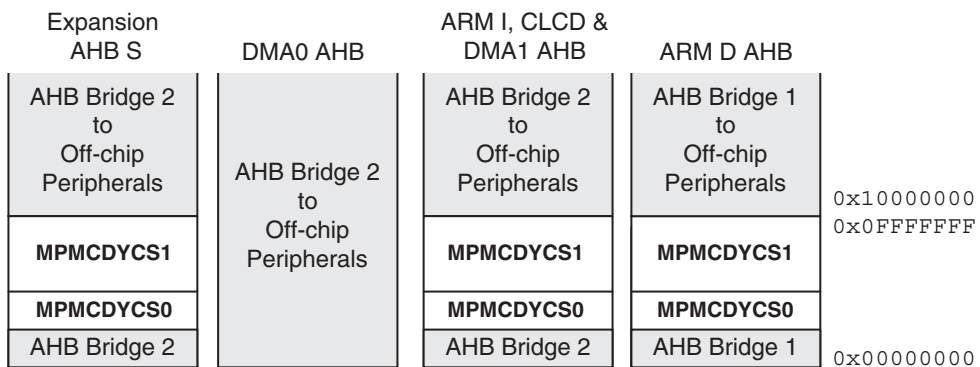 Expansion
AHB S
DMA0 AHB
ARM I, CLCD &
DMA1 AHB
ARM D AHB
AHB Bridge 2
to
Off-chip
Peripherals
MPMCDYCS1
MPMCDYCS0
AHB Bridge 2
AHB Bridge 2
to
Off-chip
Peripherals
AHB Bridge 2
to
Off-chip
Peripherals
MPMCDYCS1
MPMCDYCS0
AHB Bridge 2
AHB Bridge 1
to
Off-chip
Peripherals
MPMCDYCS1
MPMCDYCS0
AHB Bridge 1
0x10000000
0x0FFFFFFF
0x00000000